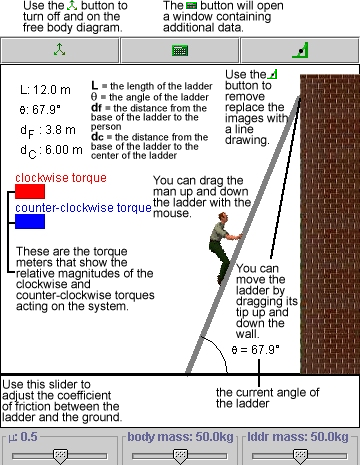 Use the button to
turn off and on the
free body diagram.
The button will open
a window containing
additional data.
L: 12.0 m
θ: 67.9°
dF : 3.8 m
dC : 6.00 m
L = the length of the ladder
θ = the angle of the ladder
df = the distance from the
base of the ladder to the
person
dc = the distance from the
base of the ladder to the
center of the ladder
Use the
button to
remove
replace the
images with
a line
drawing.
clockwise torque
counter-clockwise torque
You can drag the
man up and down
the ladder with the
mouse.
These are the torque
meters that show the
relative magnitudes of the
clockwise and
counter-clockwise torques
acting on the system.
You can
move the
ladder by
dragging its
tip up and
down the
wall.
θ = 67.9°
Use this slider to
adjust the coefficient
of friction between the
ladder and the ground.
the current angle of
the ladder
μ: 0.5
body mass: 50.0kg
lddr mass: 50.0kg